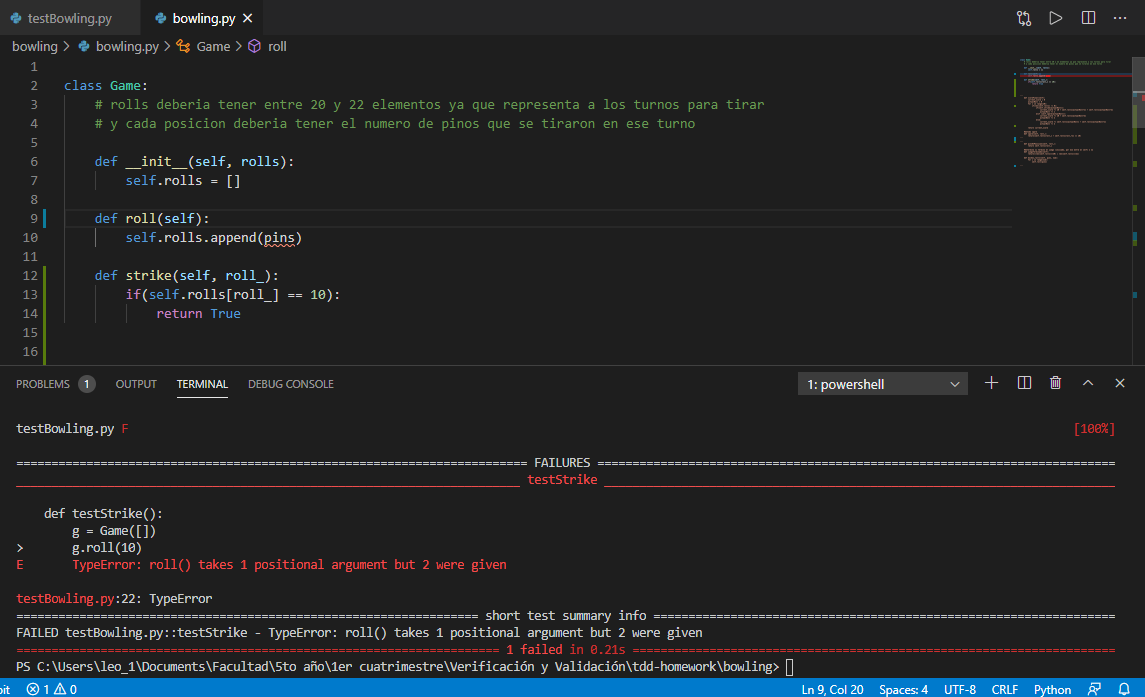 testBowling.py bowling.py
bowling > bowling.py > Game > roll
1
2 class Game:
3 # rolls deberia tener entre 20 y 22 elementos ya que representa a los turnos para tirar
4 # y cada posicion deberia tener el numero de pinos que se tiraron en ese turno
5
6 def __init__(self, rolls):
7 self.rolls = []
8
9 def roll(self):
10 self.rolls.append(pins)
11
12 def strike(self, roll_):
13 if(self.rolls[roll_] == 10):
14 return True
15
16
PROBLEMS 1 OUTPUT TERMINAL DEBUG CONSOLE 1: powershell
testBowling.py F [100%]
FAILURES
testStrike
def testStrike():
g = Game([])
> g.roll(10)
E TypeError: roll() takes 1 positional argument but 2 were given
testBowling.py:22: TypeError
short test summary info
FAILED testBowling.py::testStrike - TypeError: roll() takes 1 positional argument but 2 were given
1 failed in 0.21s
PS C:\Users\leo_1\Documents\Facultad\5to año\1er cuatrimestre\Verificación y Validación\tdd-homework\bowling>
bit 1 0 Ln 9, Col 20 Spaces: 4 UTF-8 CRLF Python